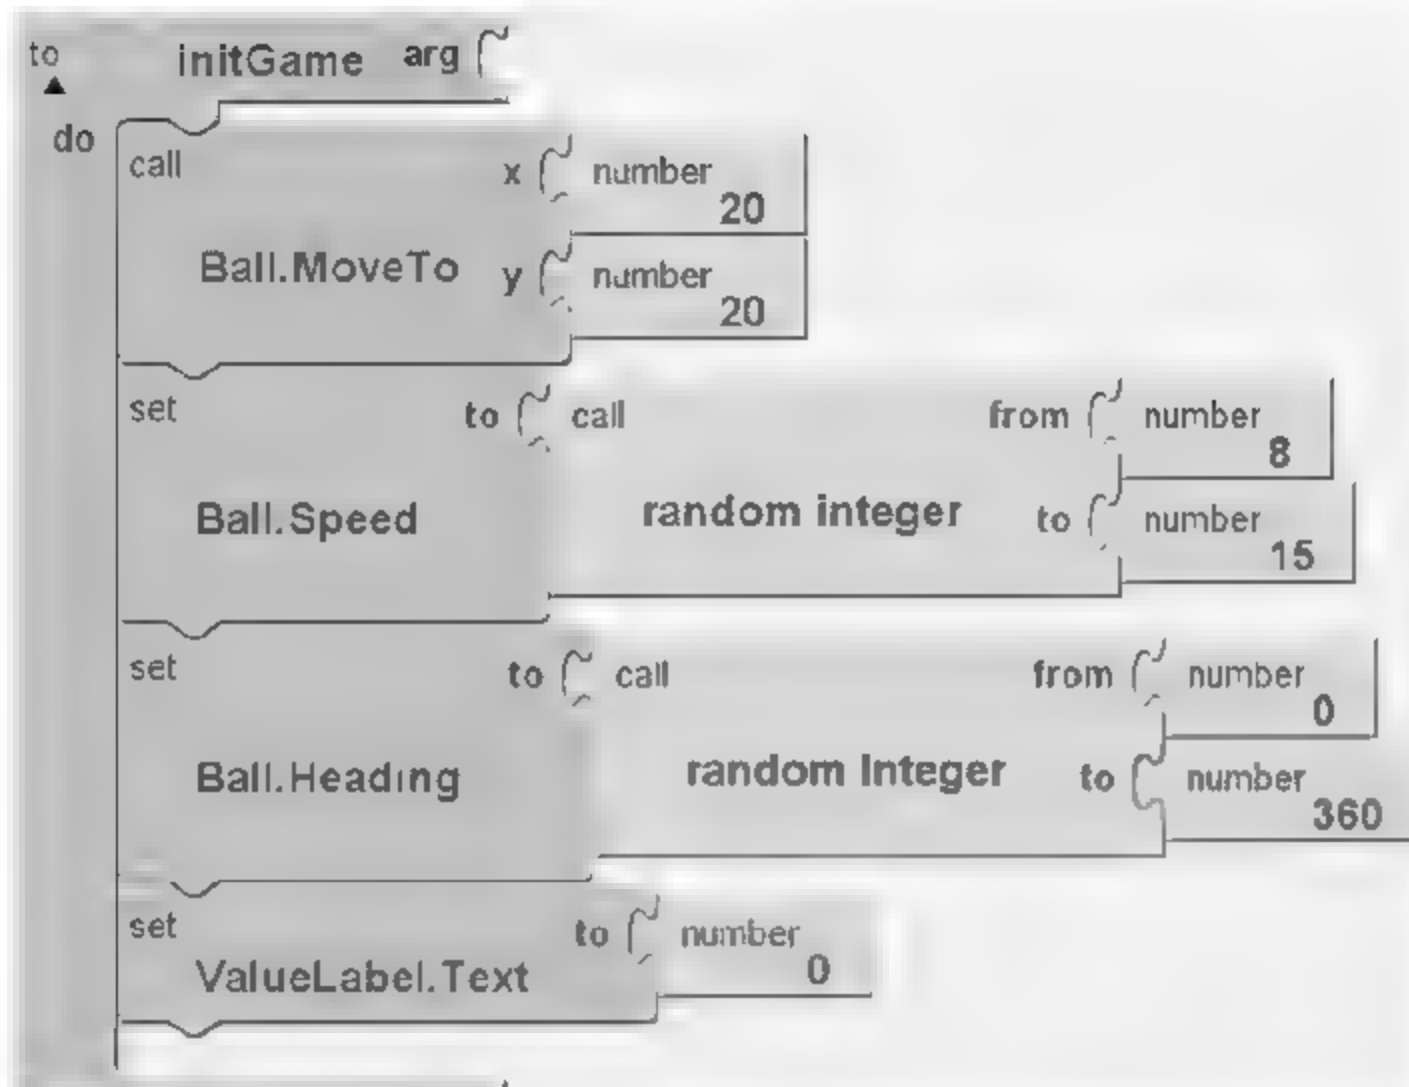 to initGame arg
do
call x number
20
Ball.MoveTo y number
20
set to call from number
8
Ball.Speed random integer to number
15
set to call from number
0
Ball.Heading random Integer to number
360
set to number
0
ValueLabel.Text